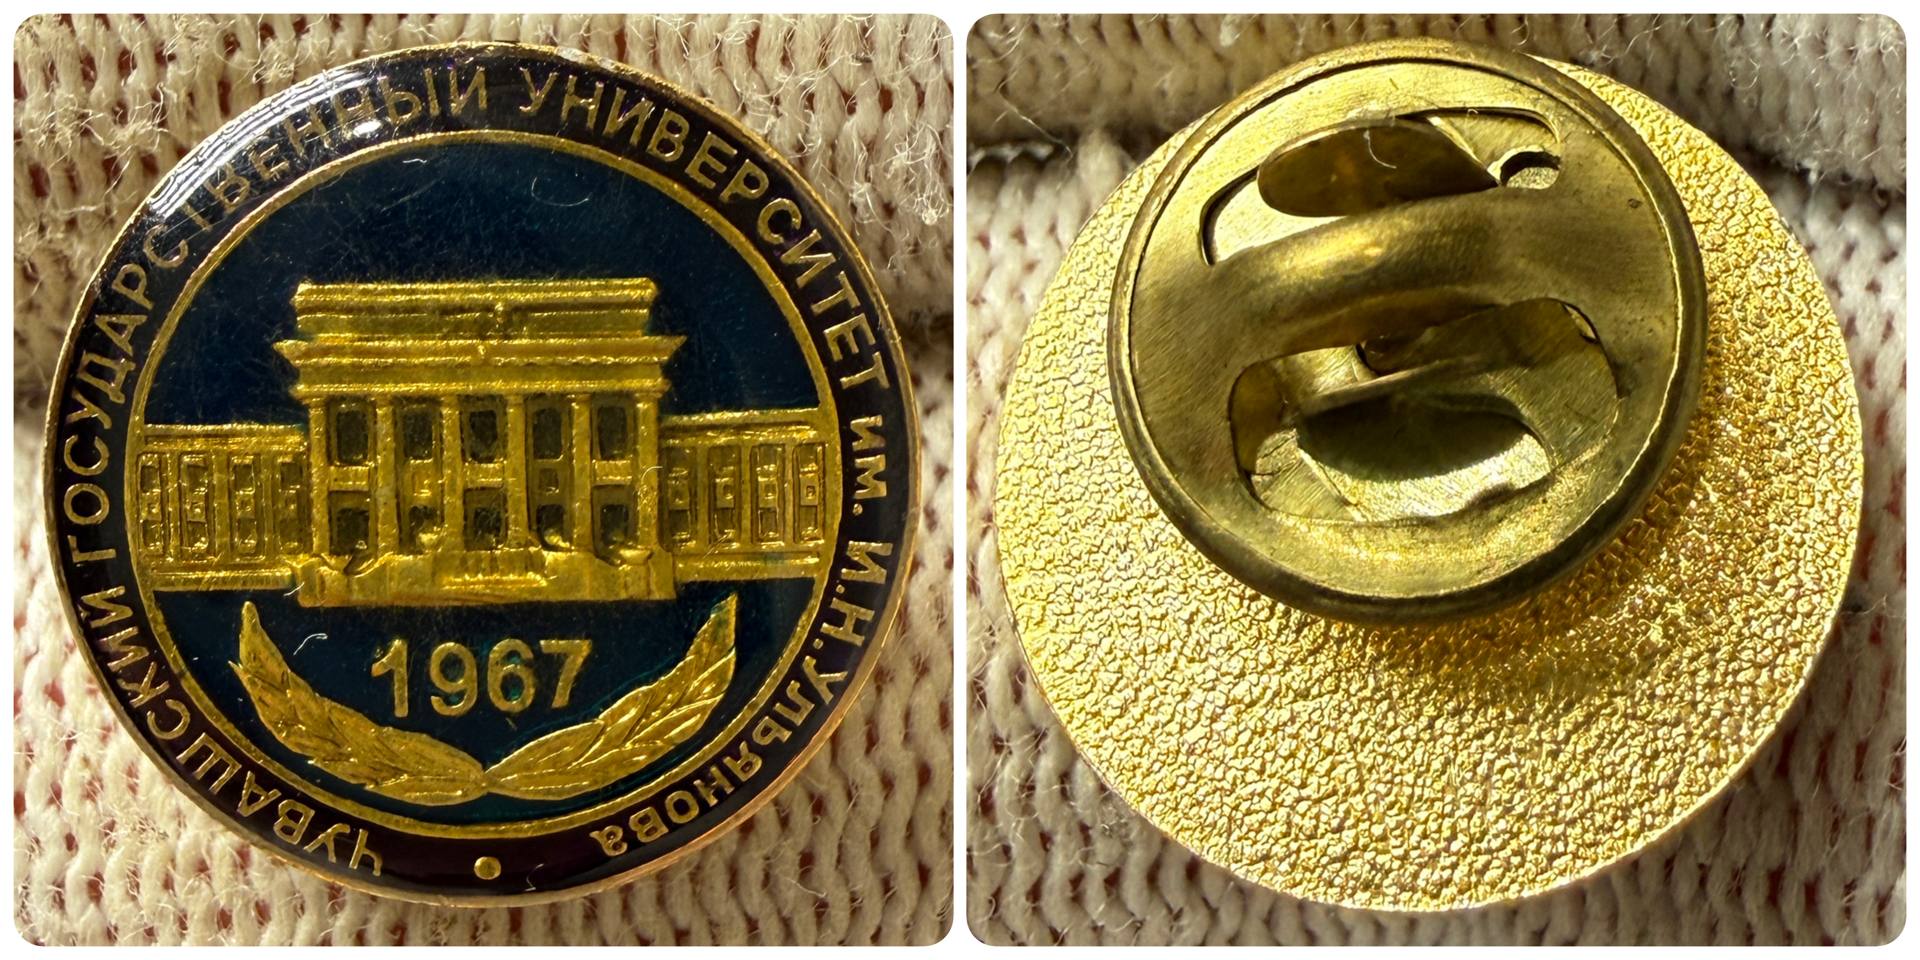 ЧУВАШСКИЙ ГОСУДАРСТВЕННЫЙ УНИВЕРСИТЕТ им. И.Н.УЛЬЯНОВа
1967